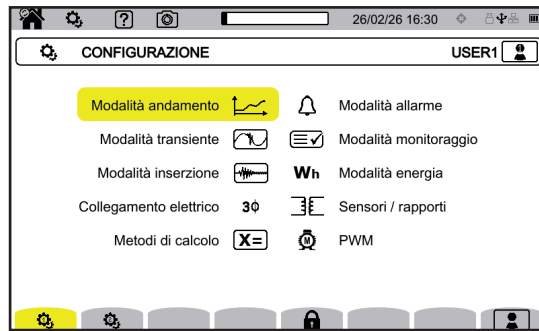 ? 26/02/26 16:30
CONFIGURAZIONE USER1
Modalità andamento Modalità allarme
Modalità transiente Modalità monitoraggio
Modalità inserzione Wh Modalità energia
Collegamento elettrico 3Φ Sensori / rapporti
Metodi di calcolo X= M PWM